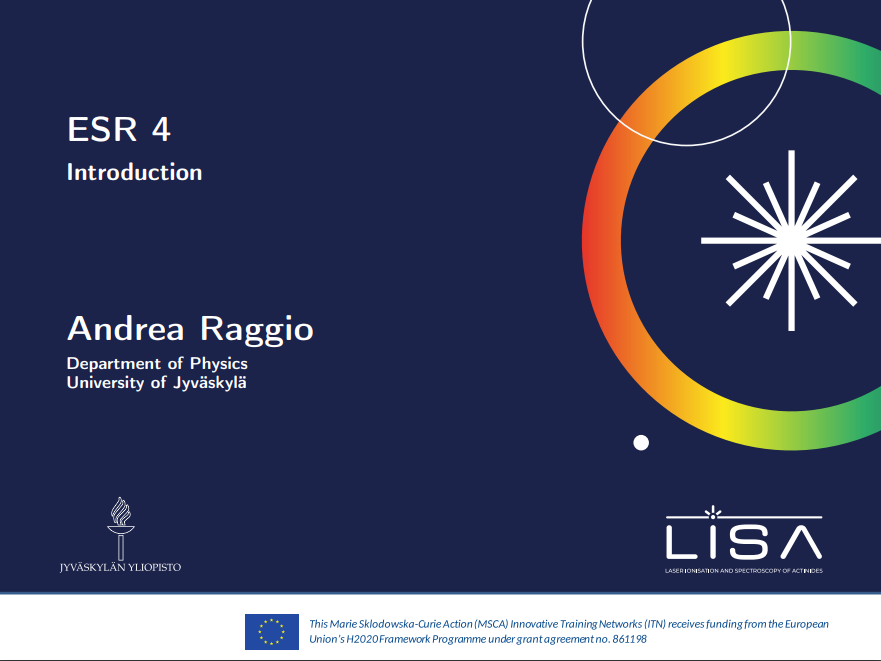 ESR 4
Introduction
Andrea Raggio
Department of Physics
University of Jyväskylä
JYVÄSKYLÄN YLIOPISTO
LISA
LASER IONISATION AND SPECTROSCOPY OF ACTINIDES
This Marie Sklodowska-Curie Action (MSCA) Innovative Training Networks (ITN) receives funding from the European
Union's H2020 Framework Programme under grant agreement no. 861198